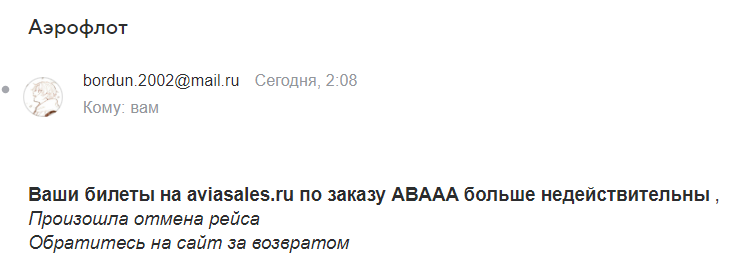 Аэрофлот
bordun.2002@mail.ru Сегодня, 2:08
Кому: вам
Ваши билеты на aviasales.ru по заказу АВААА больше недействительны ,
Произошла отмена рейса
Обратитесь на сайт за возвратом